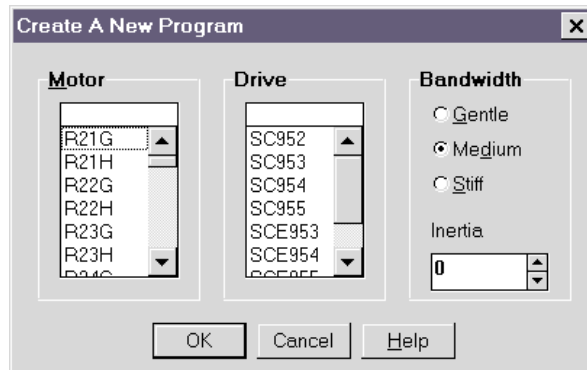 Create A New Program
Motor
R21G
R21H
R22G
R22H
R23G
R23H
Drive
SC952
SC953
SC954
SC955
SCE953
SCE954
Bandwidth
Gentle
Medium
Stiff
Inertia
0
OK
Cancel
Help